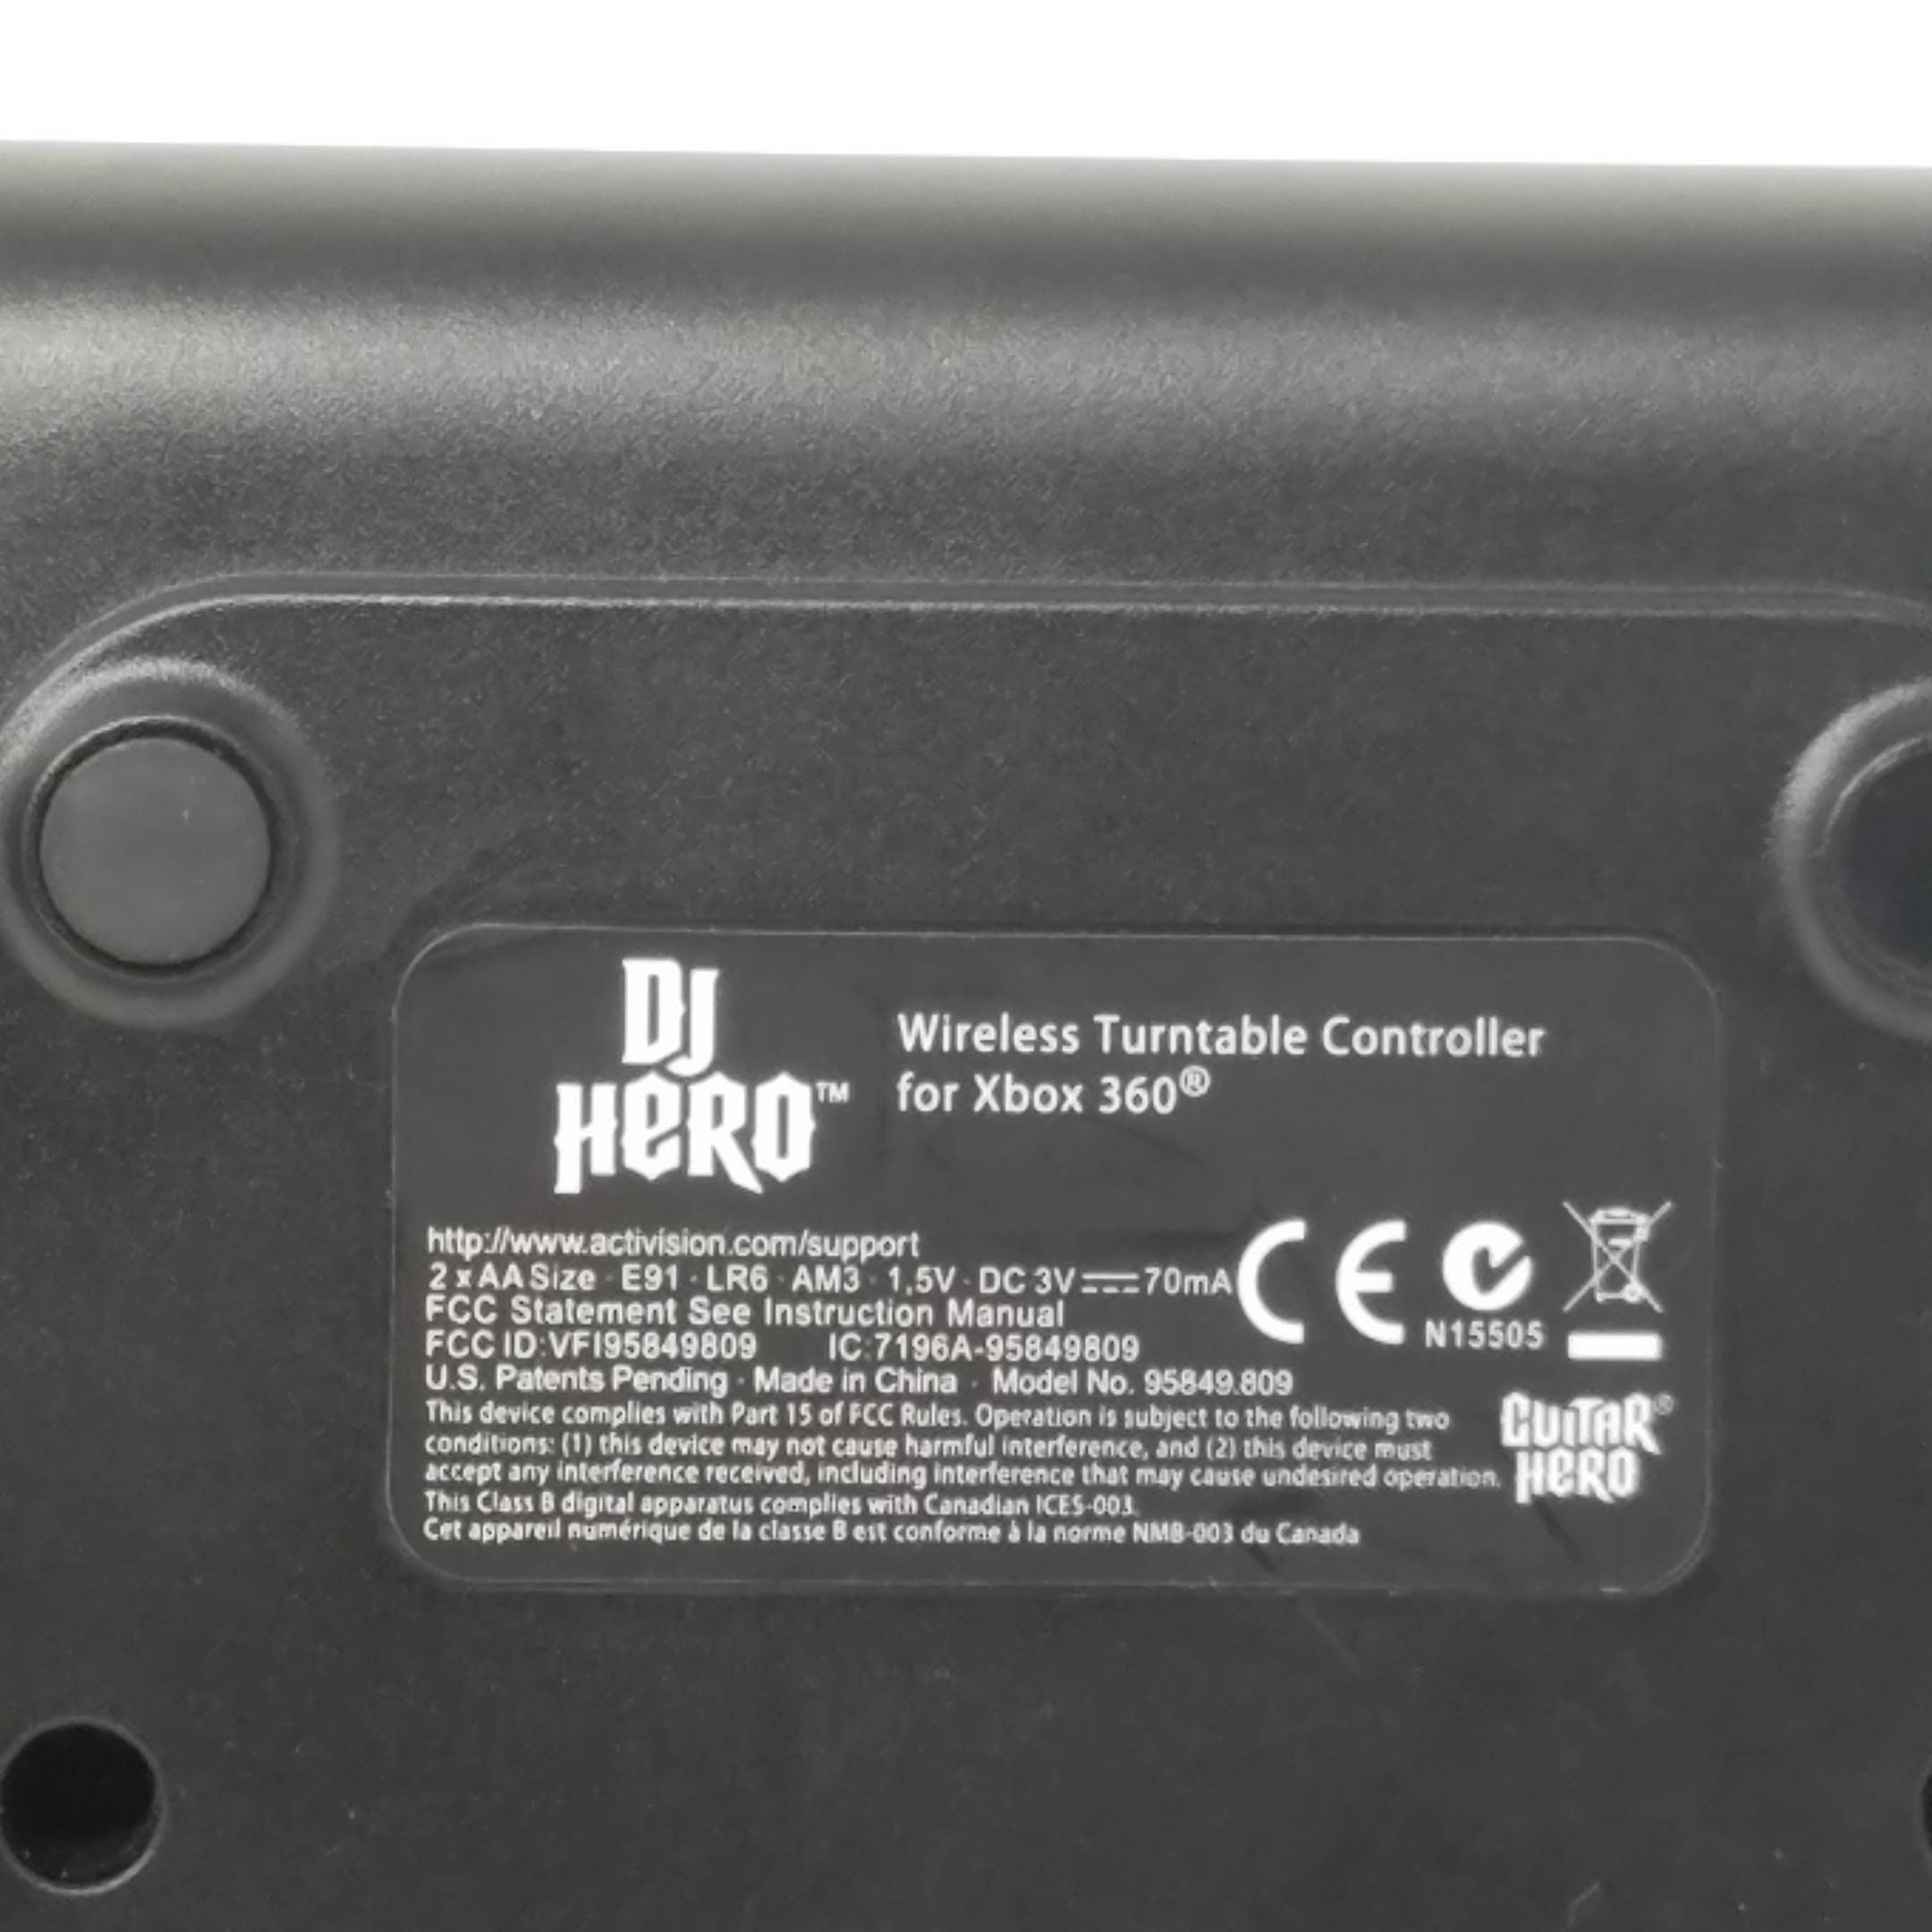 DJ
HERO™
Wireless Turntable Controller
for Xbox 360®
http://www.activision.com/support
2 x AA Size · E91 · LR6 · AM3 · 1,5V · DC 3V ⎓ 70mA
FCC Statement See Instruction Manual
FCC ID:VFI95849809 IC:7196A-95849809
U.S. Patents Pending · Made in China · Model No. 95849.809
This device complies with Part 15 of FCC Rules. Operation is subject to the following two
conditions: (1) this device may not cause harmful interference, and (2) this device must
accept any interference received, including interference that may cause undesired operation.
This Class B digital apparatus complies with Canadian ICES-003.
Cet appareil numérique de la classe B est conforme à la norme NMB-003 du Canada
CE
N15505
GUITAR®
HERO